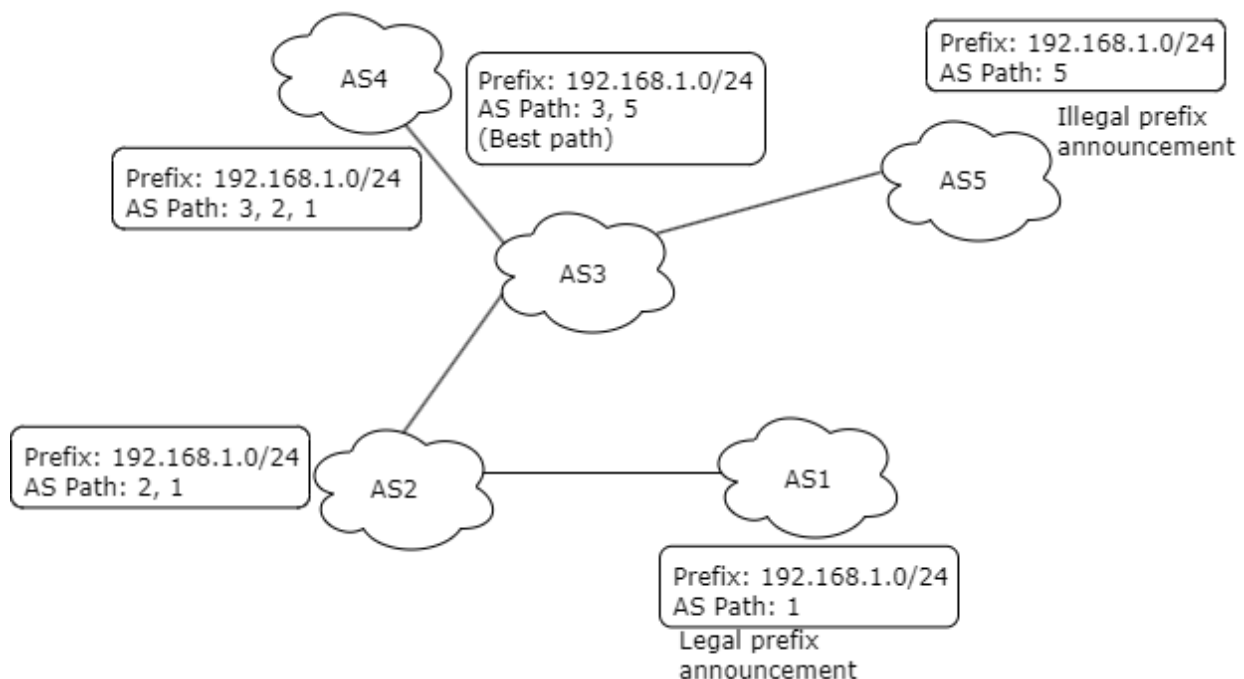 AS4
Prefix: 192.168.1.0/24
AS Path: 3, 5
(Best path)
Prefix: 192.168.1.0/24
AS Path: 5
Illegal prefix
announcement
AS5
Prefix: 192.168.1.0/24
AS Path: 3, 2, 1
AS3
Prefix: 192.168.1.0/24
AS Path: 2, 1
AS2
AS1
Prefix: 192.168.1.0/24
AS Path: 1
Legal prefix
announcement